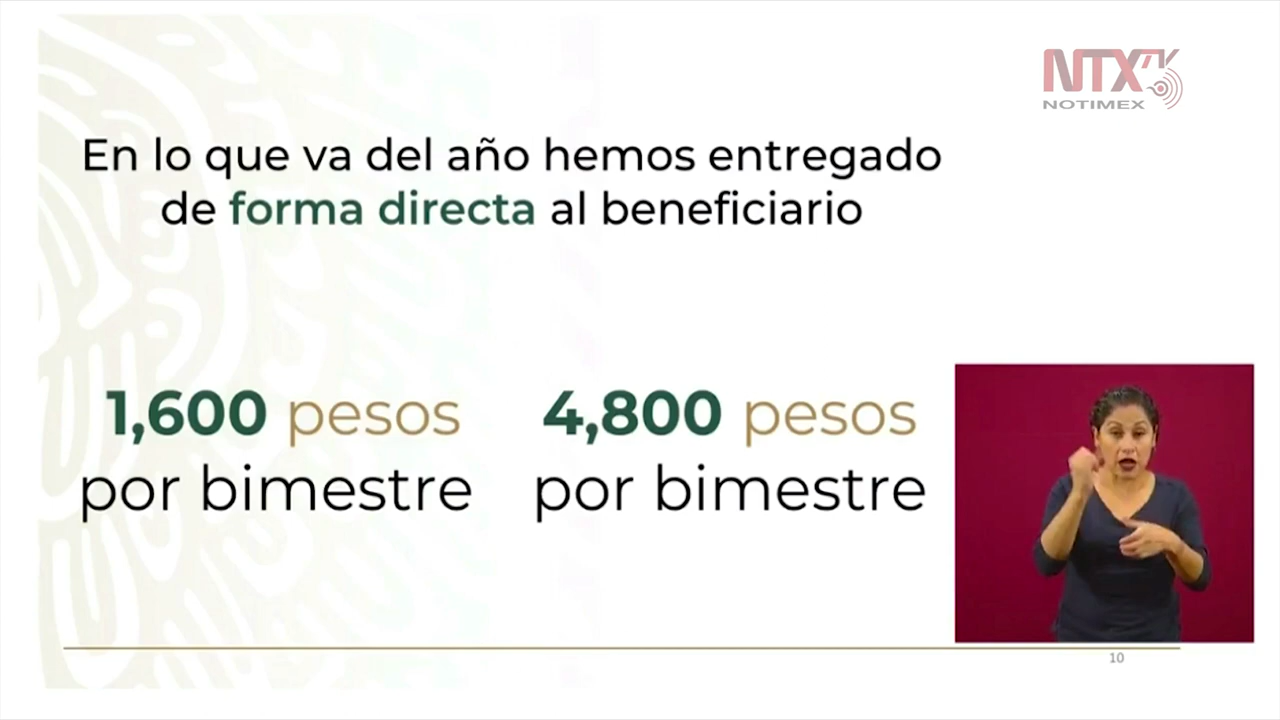 NTX
NOTIMEX
En lo que va del año hemos entregado
de forma directa al beneficiario
1,600 pesos
por bimestre
4,800 pesos
por bimestre
10